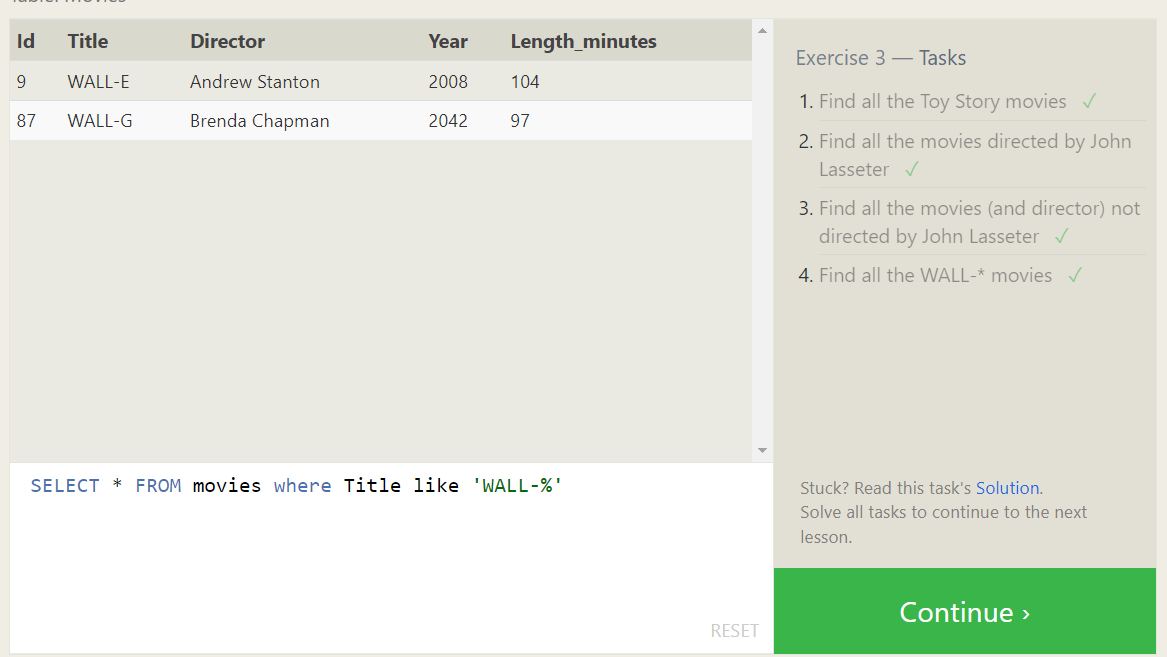 Table: Movies
Id Title Director Year Length_minutes
9 WALL-E Andrew Stanton 2008 104
87 WALL-G Brenda Chapman 2042 97
SELECT * FROM movies where Title like 'WALL-%'
RESET
Exercise 3 — Tasks
1. Find all the Toy Story movies ✓
2. Find all the movies directed by John
Lasseter ✓
3. Find all the movies (and director) not
directed by John Lasseter ✓
4. Find all the WALL-* movies ✓
Stuck? Read this task's Solution.
Solve all tasks to continue to the next
lesson.
Continue ›